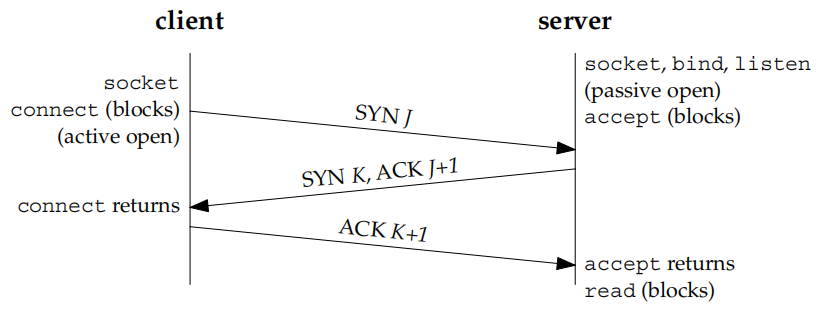 client
server
socket
connect (blocks)
(active open)
socket, bind, listen
(passive open)
accept (blocks)
SYN J
SYN K, ACK J+1
connect returns
ACK K+1
accept returns
read (blocks)